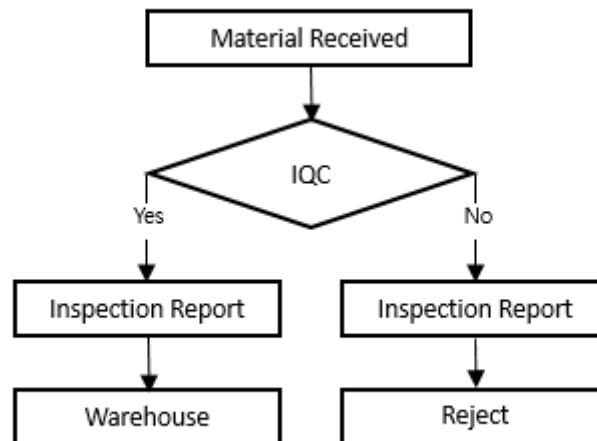 Material Received
IQC
Yes
No
Inspection Report
Inspection Report
Warehouse
Reject